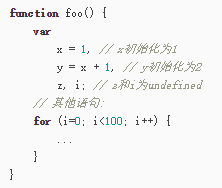 function foo() {
    var
        x = 1, // x初始化为1
        y = x + 1, // y初始化为2
        z, i; // z和i为undefined
    // 其他语句:
    for (i=0; i<100; i++) {
        ...
    }
}